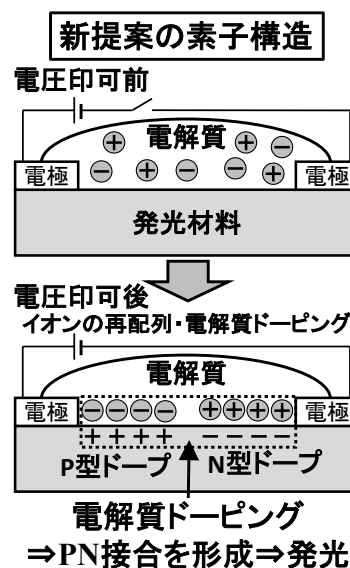 新提案の素子構造
電圧印可前
電解質
+ + −
電極 − + − − + 電極
発光材料
電圧印可後
イオンの再配列・電解質ドーピング
電解質
電極 −−−− ++++ 電極
++++ −−−−
P型ドープ N型ドープ
電解質ドーピング
⇒PN接合を形成⇒発光